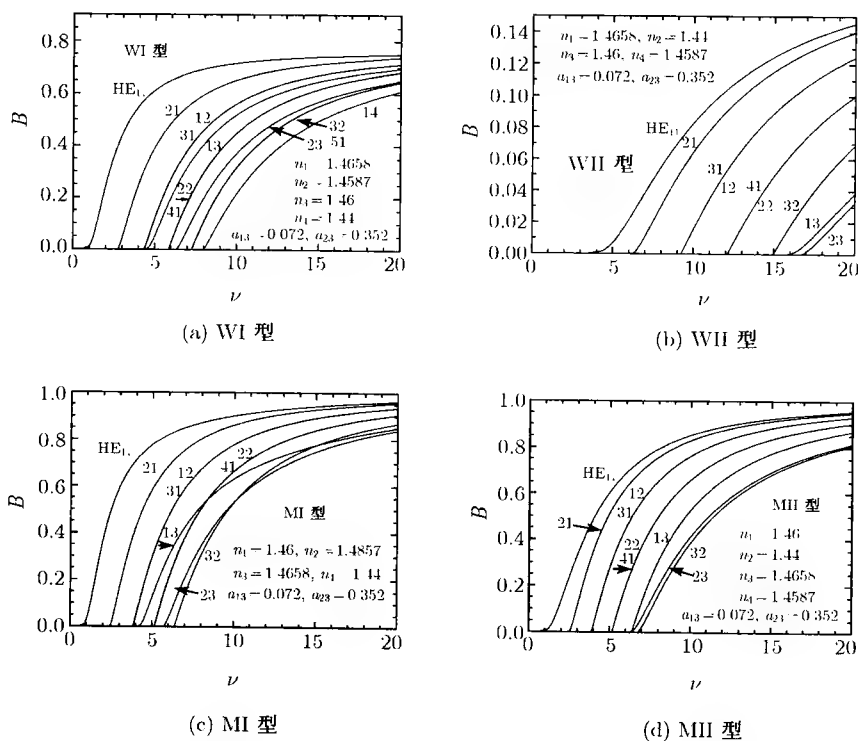 WI 型
HE₁₁
21
12
31
13
22
41
32
23 51
14
n₁ = 1.4658
n₂ = 1.4587
n₃ = 1.46
n₄ = 1.44
a₁₃ = 0.072, a₂₃ = 0.352
B
0.0
0.2
0.4
0.6
0.8
1.0
0
5
10
15
20
ν
(a) WI 型
n₁ = 1.4658, n₂ = 1.44
n₃ = 1.46, n₄ = 1.4587
a₁₃ = 0.072, a₂₃ = 0.352
HE₁₁
21
WII 型
31
12
41
22
32
13
23
B
0.00
0.02
0.04
0.06
0.08
0.10
0.12
0.14
0
5
10
15
20
ν
(b) WII 型
HE₁₁
21
12
31
41
22
13
32
23
MI 型
n₁ = 1.46, n₂ = 1.4857
n₃ = 1.4658, n₄ = 1.44
a₁₃ = 0.072, a₂₃ = 0.352
B
0.0
0.2
0.4
0.6
0.8
1.0
0
5
10
15
20
ν
(c) MI 型
HE₁₁
21
12
31
22
41
13
32
23
MII 型
n₁ = 1.46
n₂ = 1.44
n₃ = 1.4658
n₄ = 1.4587
a₁₃ = 0.072, a₂₃ = 0.352
B
0.0
0.2
0.4
0.6
0.8
1.0
0
5
10
15
20
ν
(d) MII 型